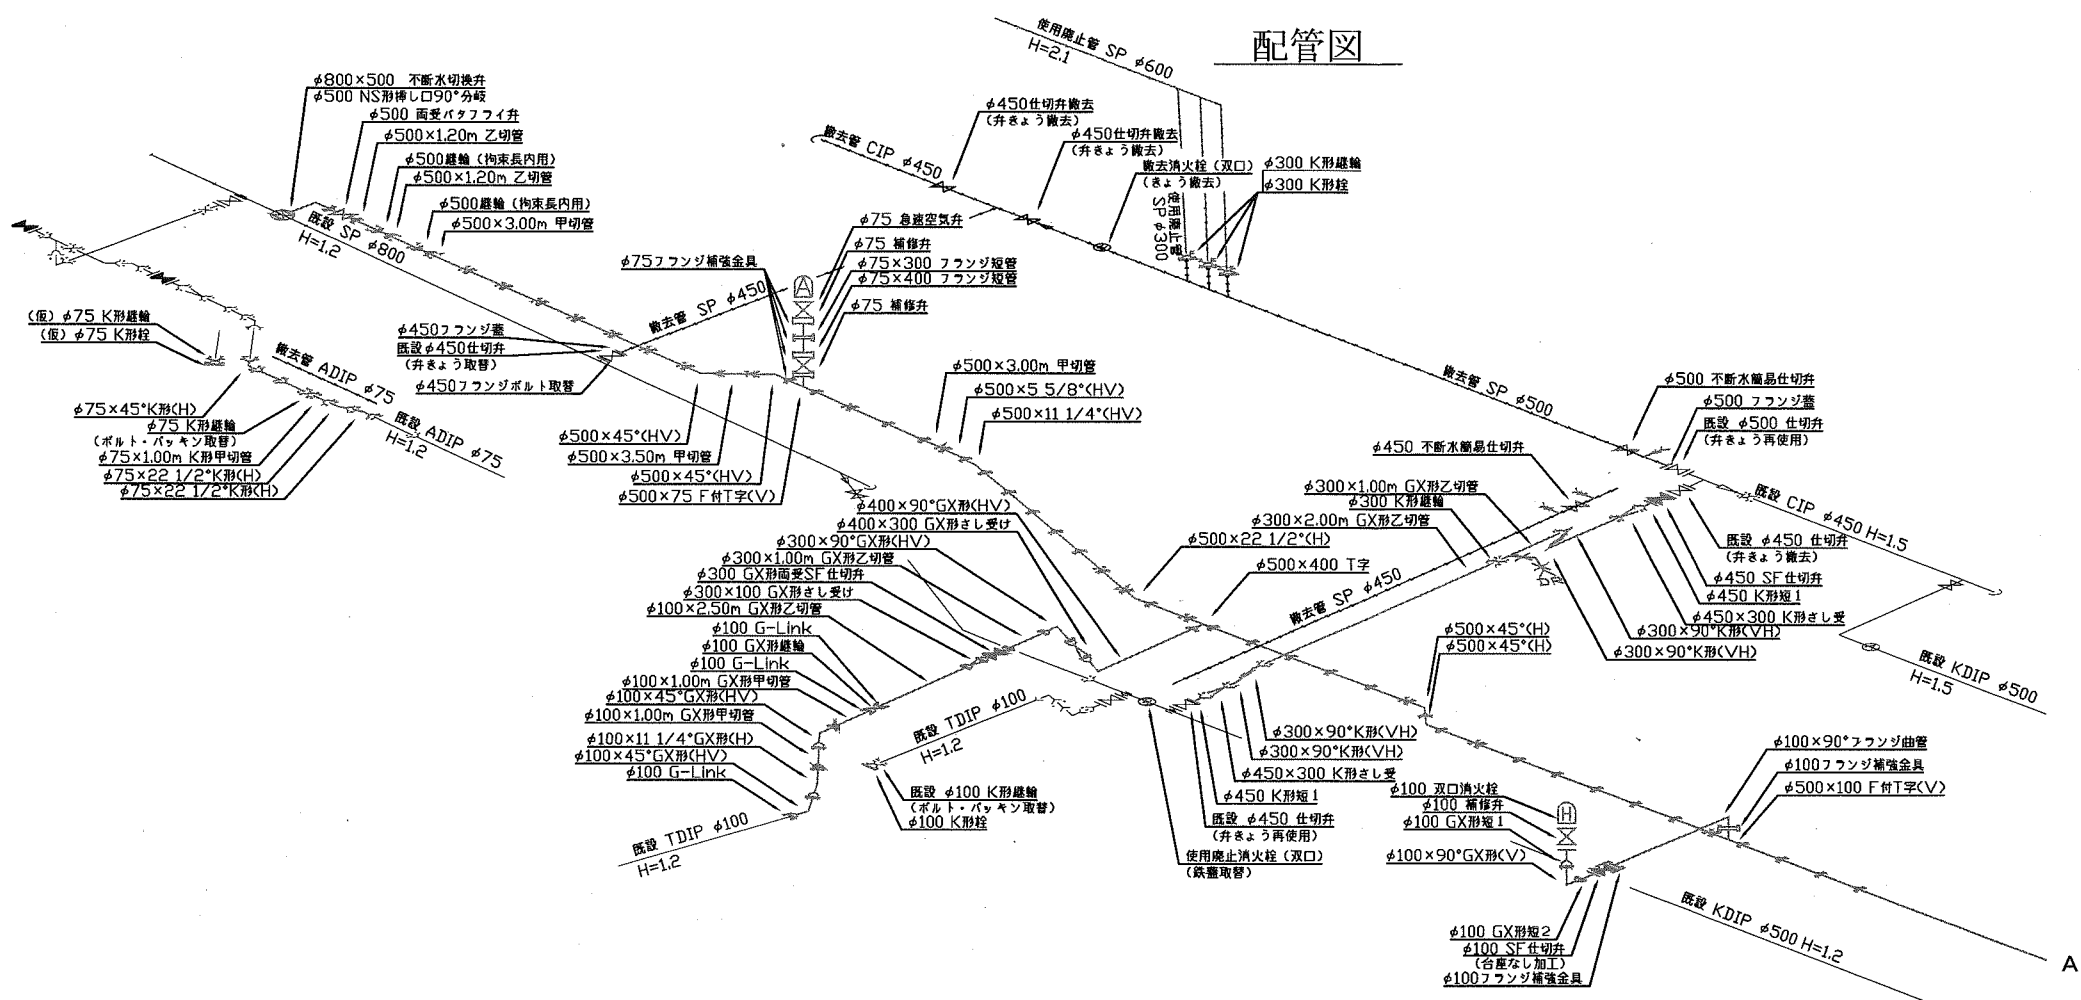 配管図
使用廃止管 SP φ600
H=2.1
φ800×500 不断水切換弁
φ500 NS形挿し口90°分岐
φ500 両受バタフライ弁
φ500×1.20m 乙切管
φ500継輪（拘束長内用）
φ500×1.20m 乙切管
φ500継輪（拘束長内用）
φ500×3.00m 甲切管
既設 SP φ800
H=1.2
撤去管 CIP φ450
φ450仕切弁撤去
（弁きょう撤去）
φ450仕切弁撤去
（弁きょう撤去）
撤去消火栓（双口）
（きょう撤去）
φ300 K形継輪
φ300 K形栓
使用廃止管
SP φ300
φ75 急速空気弁
φ75 補修弁
φ75×300 フランジ短管
φ75×400 フランジ短管
φ75 補修弁
φ75フランジ補強金具
A
撤去管 SP φ450
φ450フランジ蓋
既設φ450仕切弁
（弁きょう取替）
φ450フランジボルト取替
（仮）φ75 K形継輪
（仮）φ75 K形栓
撤去管 ADIP φ75
既設 ADIP φ75
H=1.2
φ75×45°K形(H)
φ75 K形継輪
（ボルト・パッキン取替）
φ75×1.00m K形甲切管
φ75×22 1/2°K形(H)
φ75×22 1/2°K形(H)
φ500×45°(HV)
φ500×3.50m 甲切管
φ500×45°(HV)
φ500×75 F付T字(V)
φ500×3.00m 甲切管
φ500×5 5/8°(HV)
φ500×11 1/4°(HV)
撤去管 SP φ500
φ500 不断水簡易仕切弁
φ500 フランジ蓋
既設 φ500 仕切弁
（弁きょう再使用）
φ450 不断水簡易仕切弁
φ300×1.00m GX形乙切管
φ300 K形継輪
φ300×2.00m GX形乙切管
φ500×22 1/2°(H)
φ500×400 T字
既設 CIP φ450 H=1.5
既設 φ450 仕切弁
（弁きょう撤去）
φ450 SF仕切弁
φ450 K形短1
φ450×300 K形さし受
φ300×90°K形(VH)
φ300×90°K形(VH)
既設 KDIP φ500
H=1.5
φ400×90°GX形(HV)
φ400×300 GX形さし受け
φ300×90°GX形(HV)
φ300×1.00m GX形乙切管
φ300 GX形両受SF仕切弁
φ300×100 GX形さし受け
φ100×2.50m GX形乙切管
φ100 G-Link
φ100 GX形継輪
φ100 G-Link
φ100×1.00m GX形甲切管
φ100×45°GX形(HV)
φ100×1.00m GX形甲切管
φ100×11 1/4°GX形(H)
φ100×45°GX形(HV)
φ100 G-Link
既設 TDIP φ100
H=1.2
既設 TDIP φ100
H=1.2
既設 φ100 K形継輪
（ボルト・パッキン取替）
φ100 K形栓
撤去管 SP φ450
φ500×45°(H)
φ500×45°(H)
φ300×90°K形(VH)
φ300×90°K形(VH)
φ450×300 K形さし受
φ450 K形短1
既設 φ450 仕切弁
（弁きょう再使用）
使用廃止消火栓（双口）
（鉄蓋取替）
φ100×90°フランジ曲管
φ100フランジ補強金具
φ500×100 F付T字(V)
φ100 双口消火栓
φ100 補修弁
φ100 GX形短1
φ100×90°GX形(V)
H
φ100 GX形短2
φ100 SF仕切弁
（台座なし加工）
φ100フランジ補強金具
既設 KDIP φ500 H=1.2
A